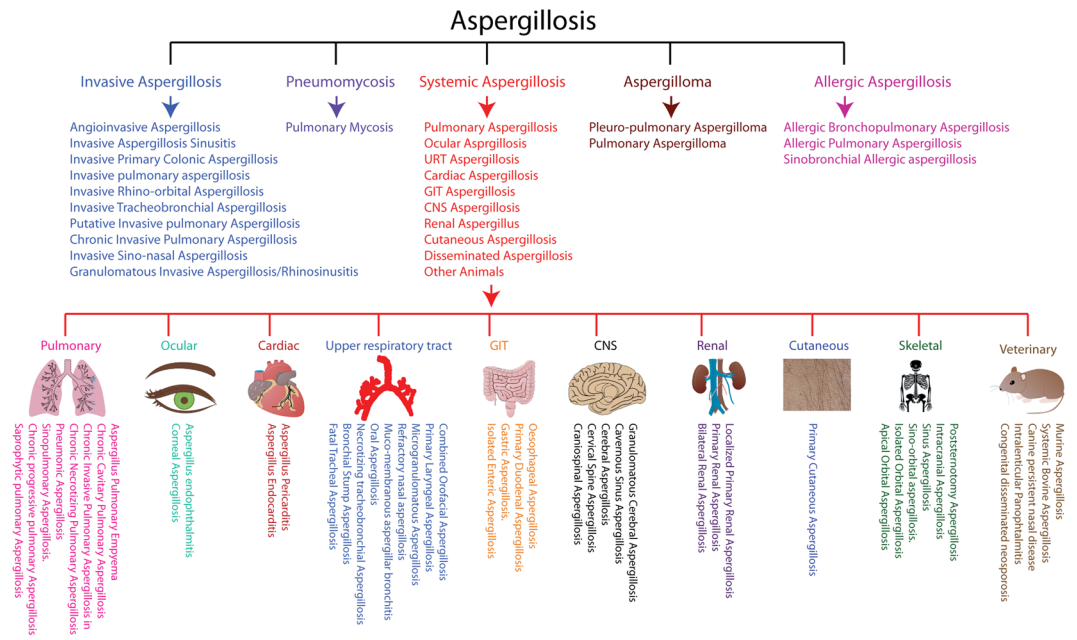 Aspergillosis
Invasive Aspergillosis
Pneumomycosis
Systemic Aspergillosis
Aspergilloma
Allergic Aspergillosis
Angioinvasive Aspergillosis
Invasive Aspergillosis Sinusitis
Invasive Primary Colonic Aspergillosis
Invasive pulmonary aspergillosis
Invasive Rhino-orbital Aspergillosis
Invasive Tracheobronchial Aspergillosis
Putative Invasive pulmonary Aspergillosis
Chronic Invasive Pulmonary Aspergillosis
Invasive Sino-nasal Aspergillosis
Granulomatous Invasive Aspergillosis/Rhinosinusitis
Pulmonary Mycosis
Pulmonary Aspergillosis
Ocular Asprgillosis
URT Aspergillosis
Cardiac Aspergillosis
GIT Aspergillosis
CNS Aspergillosis
Renal Aspergillus
Cutaneous Aspergillosis
Disseminated Aspergillosis
Other Animals
Pleuro-pulmonary Aspergilloma
Pulmonary Aspergilloma
Allergic Bronchopulmonary Aspergillosis
Allergic Pulmonary Aspergillosis
Sinobronchial Allergic aspergillosis
Pulmonary
Ocular
Cardiac
Upper respiratory tract
GIT
CNS
Renal
Cutaneous
Skeletal
Veterinary
Aspergillus Pulmonary Empyema
Chronic Cavitary Pulmonary Aspergillosis
Chronic Invasive Pulmonary Aspergillosis in
Chronic Necrotizing Pulmonary Aspergillosis
Pneumonic Aspergillosis
Sinopulmonary Aspergillosis.
Chronic progressive pulmonary Aspergillosis
Saprophytic pulmonary Aspergillosis
Aspergillus endophthalmitis
Corneal Aspergillosis
Aspergillus Pericarditis
Aspergillus Endocarditis
Combined Orofacial Aspergillosis
Primary Laryngeal Aspergillosis
Microgranulomatous Aspergillosis
Refractory nasal aspergillosis
Muco-membranous aspergillar bronchitis
Oral Aspergillosis
Necrotizing tracheobronchial Aspergillosis
Bronchial Stump Aspergillosis
Fatal Tracheal Aspergillosis
Oesophageal Aspergillosis
Primary Duodenal Aspergillosis
Gastric Aspergillosis.
Isolated Enteric Aspergillosis
Granulomatous Cerebral Aspergillosis
Cavernous Sinus Aspergillosis
Cerebral Aspergillosis
Cervical Spine Aspergillosis
Craniospinal Aspergillosis
Localized Primary Renal Aspergillosis
Primary Renal Aspergillosis
Bilateral Renal Aspergillosis
Primary Cutaneous Aspergillosis
Poststernotomy Aspergillosis
Intracranial Aspergillosis
Sinus Aspergillosis
Sino-orbital aspergillosis
Isolated Orbital Aspergillosis
Apical Orbital Aspergillosis
Murine Aspergillosis
Systemic Bovine Aspergillosis
Canine persistent nasal disease
Intralenticular Panophtalmitis
Congenital disseminated neosporosis